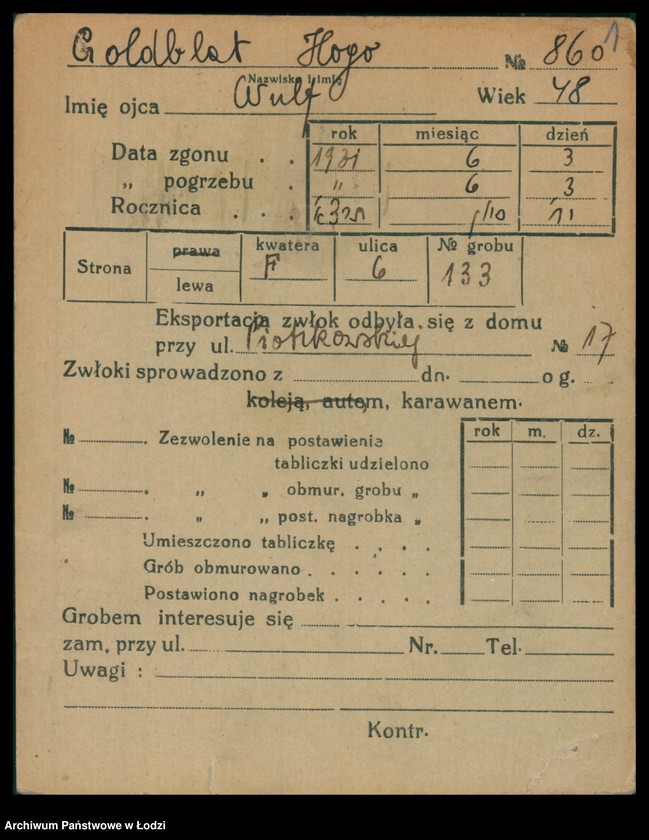 Goldblat Hogo № 860 1
Nazwisko i imię
Imię ojca Wulf Wiek 48
rok miesiąc dzień
Data zgonu . . 1931 6 3
„ pogrzebu . „ 6 3
Rocznica . . . 11
Strona prawa lewa kwatera F ulica 6 № grobu 133
Eksportacja zwłok odbyła się z domu
przy ul. Piotrkowskiej № 17
Zwłoki sprowadzono z dn. o g.
koleją, autem, karawanem.
rok m. dz.
№ . Zezwolenie na postawienie
tabliczki udzielono
№ . „ „ obmur. grobu „
№ . „ „ post. nagrobka „
Umieszczono tabliczkę . . . .
Grób obmurowano . . . . . .
Postawiono nagrobek . . . . .
Grobem interesuje się
zam. przy ul. Nr. Tel.
Uwagi :
Kontr.
Archiwum Państwowe w Łodzi